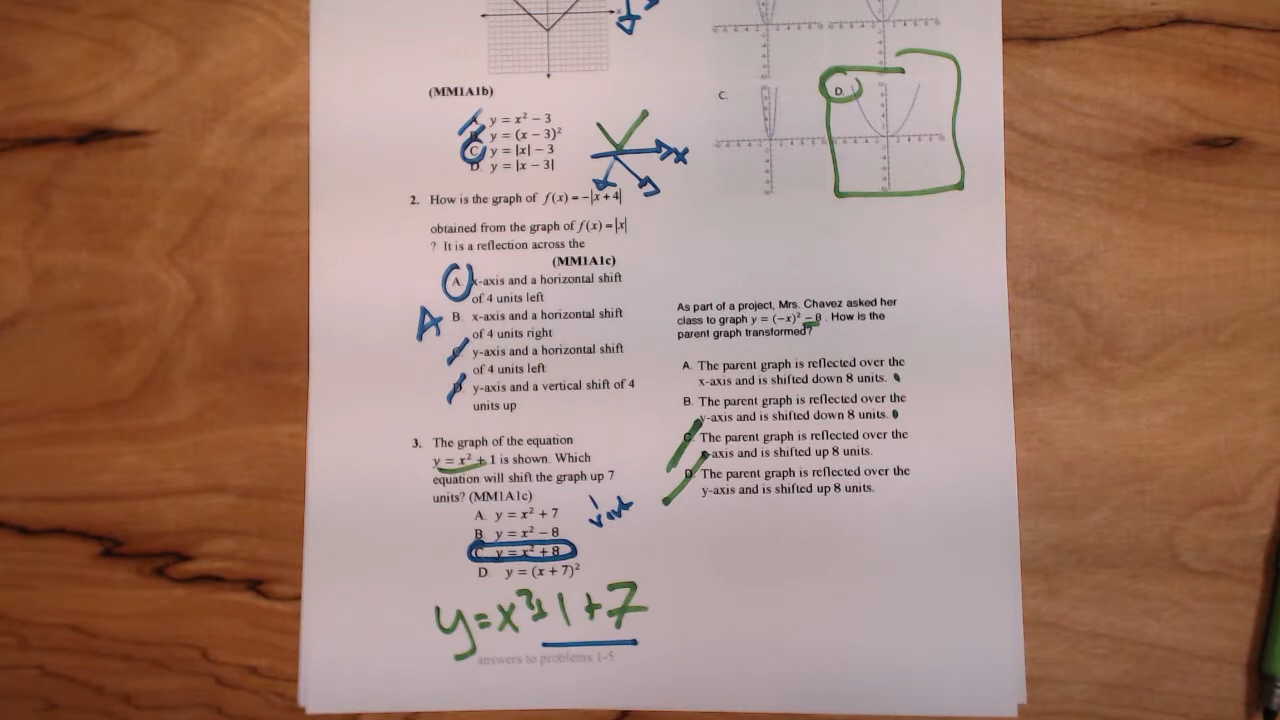 (MM1A1b)
y = x² − 3
y = (x − 3)²
C. y = |x| − 3
D. y = |x − 3|
x
2. How is the graph of f(x) = −|x + 4|
obtained from the graph of f(x) = |x|
? It is a reflection across the
(MM1A1c)
A. x-axis and a horizontal shift
of 4 units left
A
B. x-axis and a horizontal shift
of 4 units right
C. y-axis and a horizontal shift
of 4 units left
D. y-axis and a vertical shift of 4
units up
3. The graph of the equation
y = x² + 1 is shown. Which
equation will shift the graph up 7
units? (MM1A1c)
A. y = x² + 7
B. y = x² − 8
C. y = x² + 8
D. y = (x + 7)²
y = x² + 1 + 7
answers to problems 1-5
C.
D.
As part of a project, Mrs. Chavez asked her
class to graph y = (−x)² − 8 . How is the
parent graph transformed?
A. The parent graph is reflected over the
x-axis and is shifted down 8 units.
B. The parent graph is reflected over the
y-axis and is shifted down 8 units.
C. The parent graph is reflected over the
x-axis and is shifted up 8 units.
D. The parent graph is reflected over the
y-axis and is shifted up 8 units.